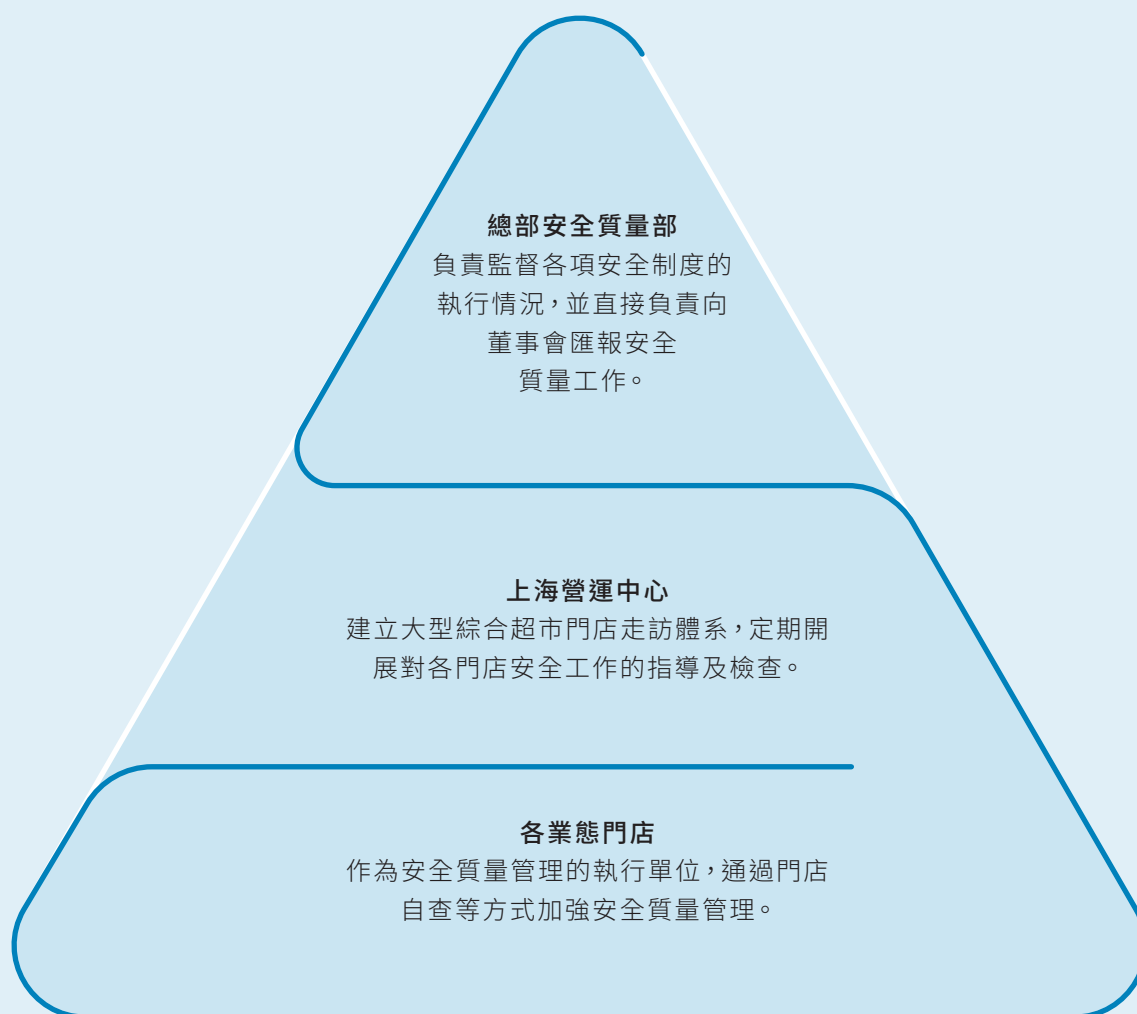 總部安全質量部
負責監督各項安全制度的
執行情況，並直接負責向
董事會匯報安全
質量工作。
上海營運中心
建立大型綜合超市門店走訪體系，定期開
展對各門店安全工作的指導及檢查。
各業態門店
作為安全質量管理的執行單位，通過門店
自查等方式加強安全質量管理。